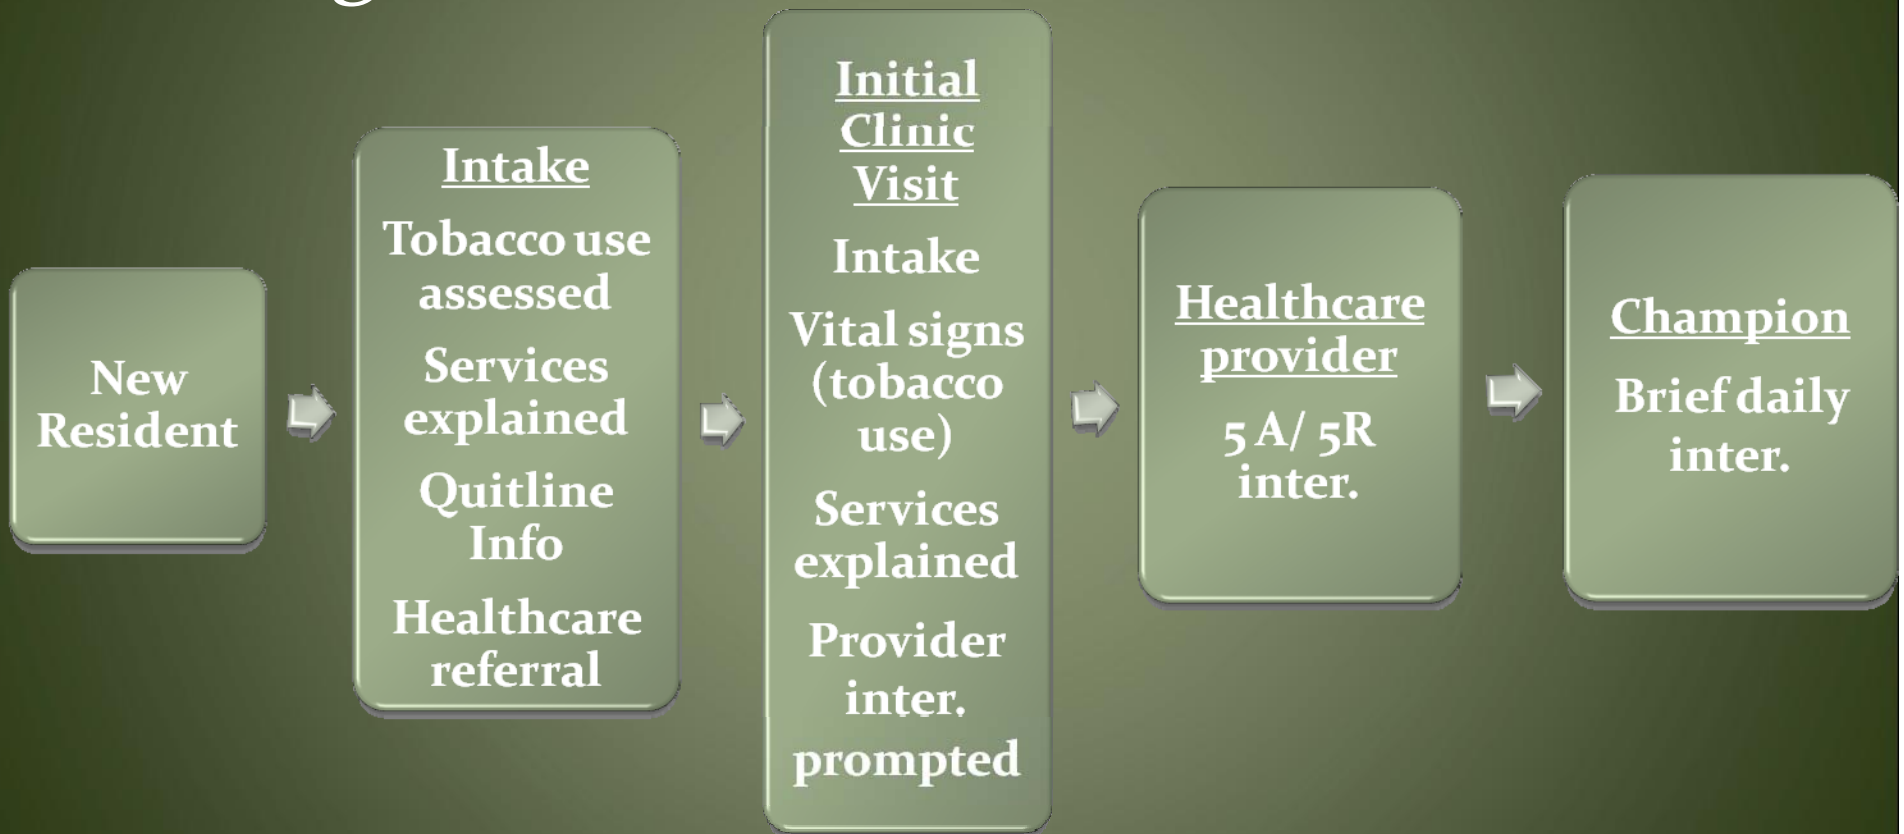 New
Resident
Intake
Tobacco use
assessed
Services
explained
Quitline
Info
Healthcare
referral
Initial
Clinic
Visit
Intake
Vital signs
(tobacco
use)
Services
explained
Provider
inter.
prompted
Healthcare
provider
5 A/ 5R
inter.
Champion
Brief daily
inter.